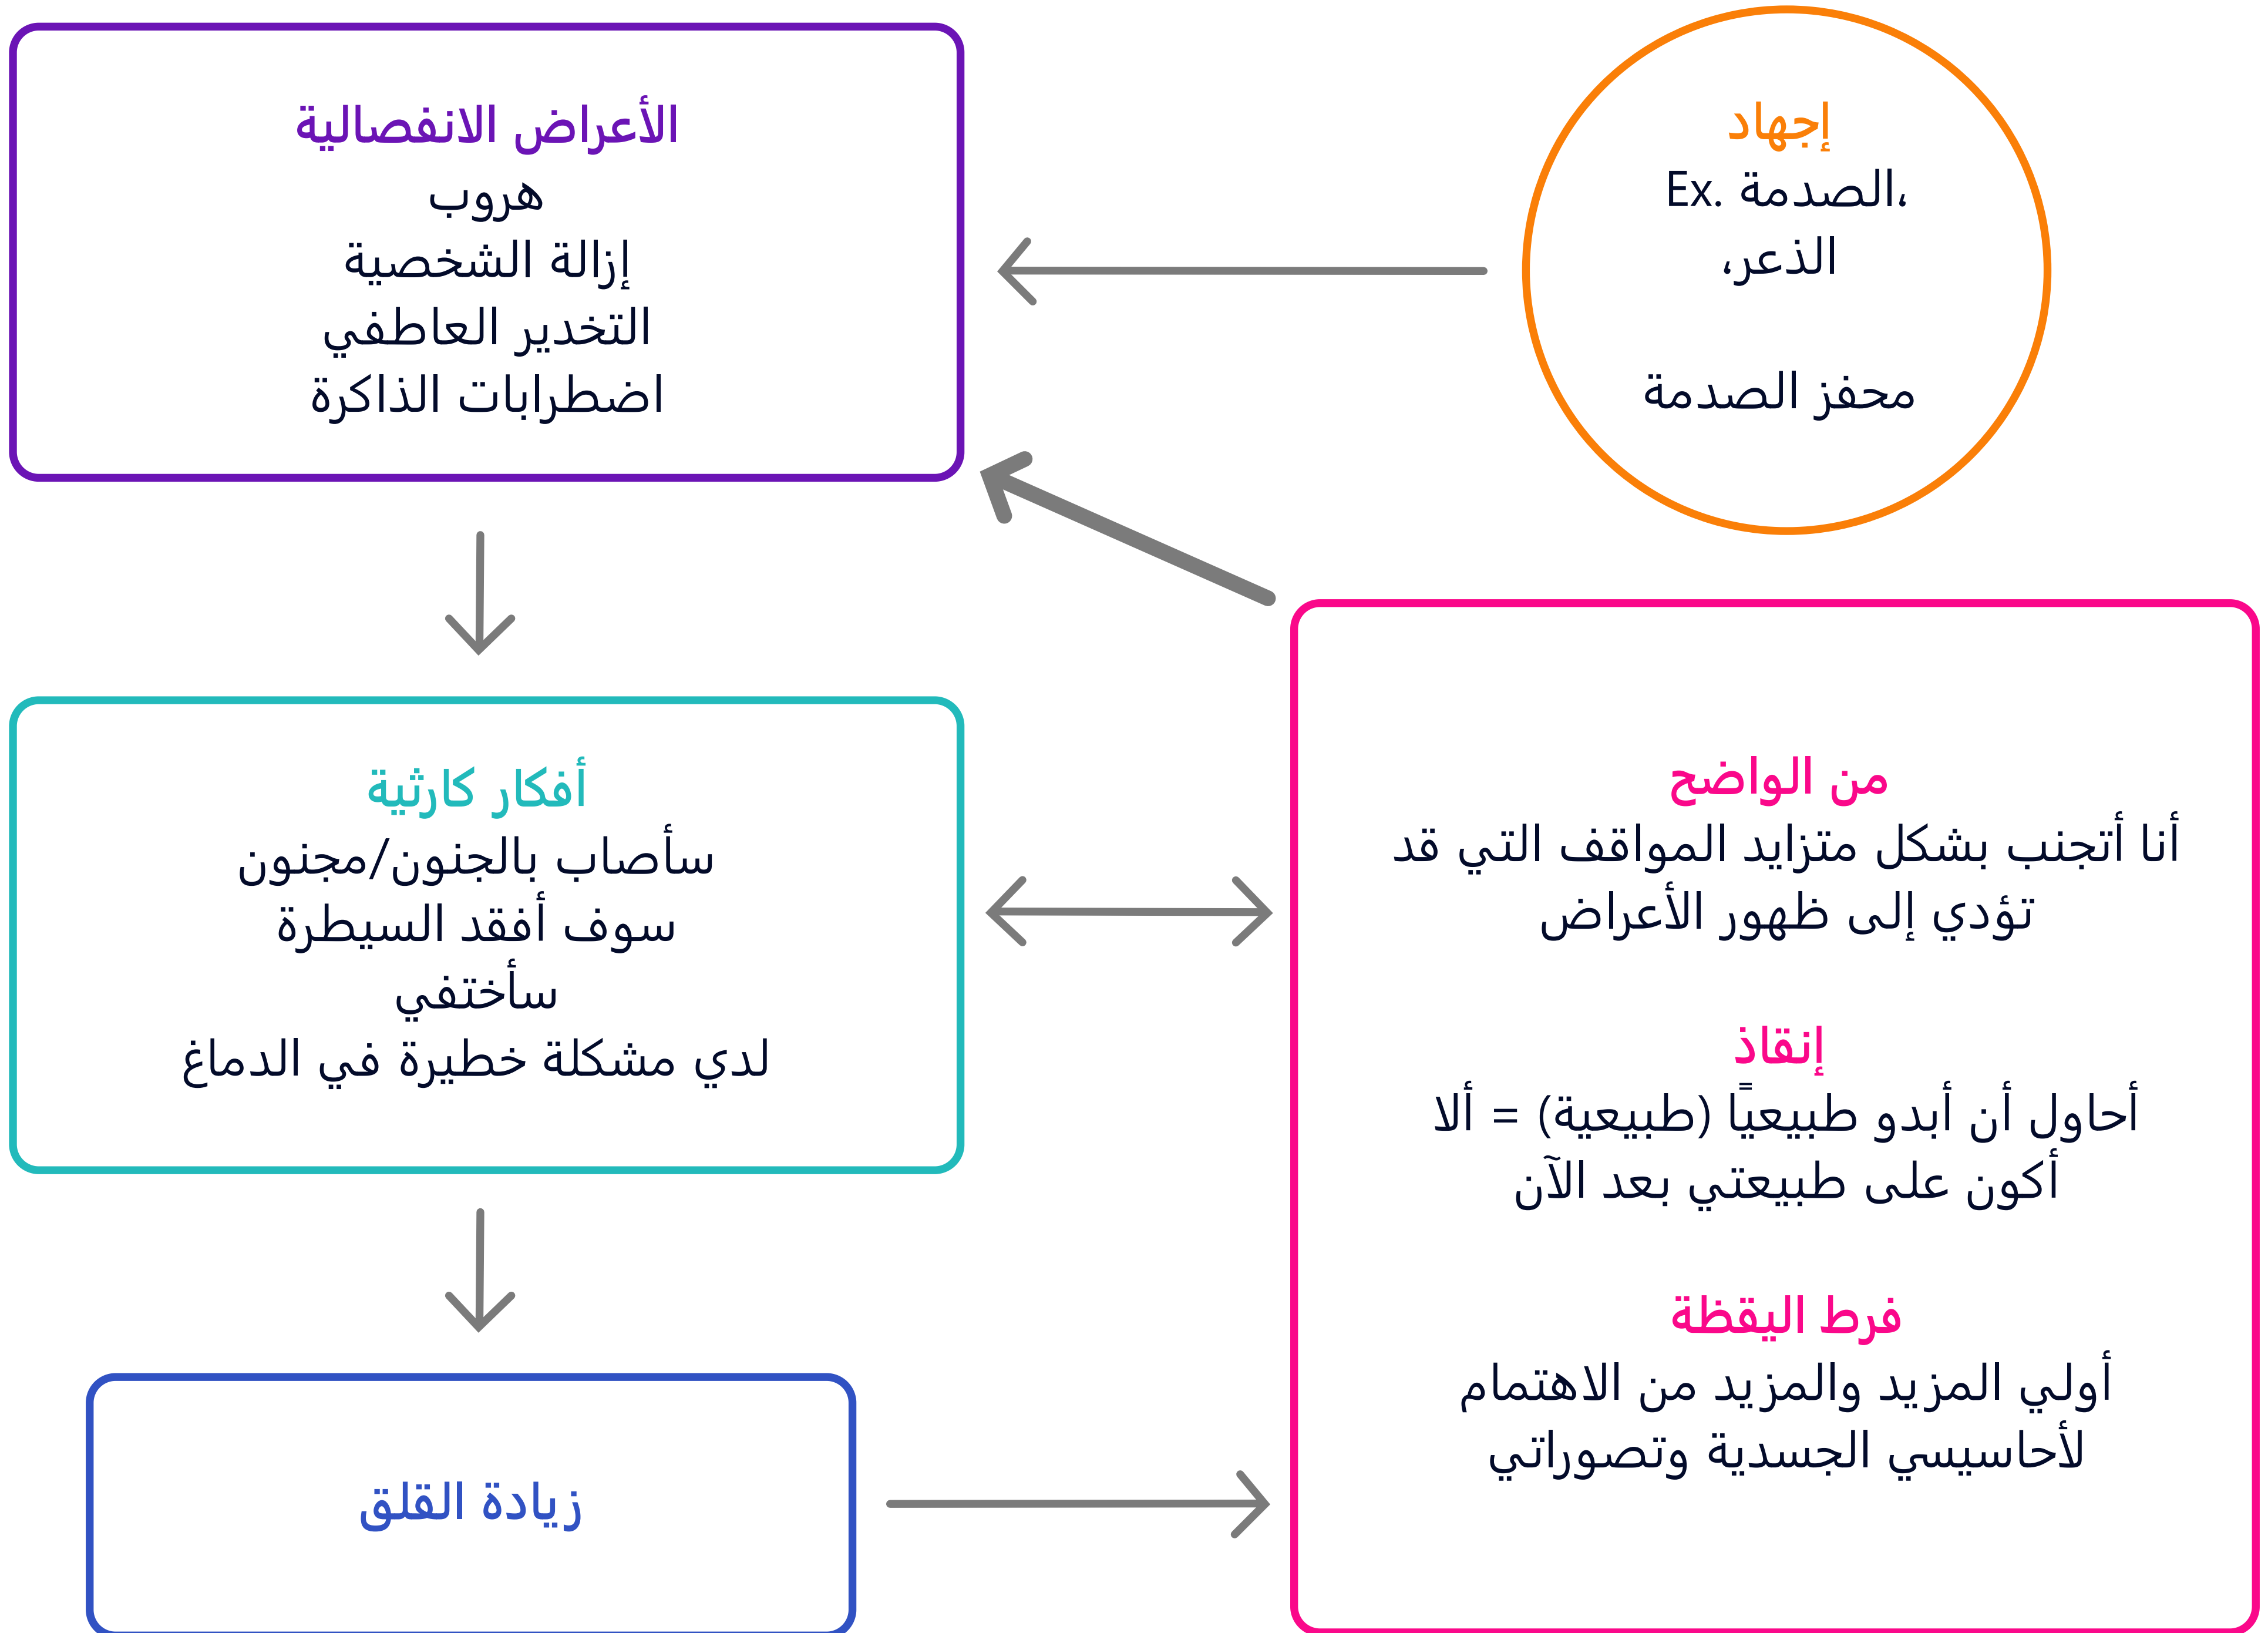 إجهاد
Ex. الصدمة،
الذعر،
محفز الصدمة
الأعراض الانفصالية
هروب
إزالة الشخصية
التخدير العاطفي
اضطرابات الذاكرة
أفكار كارثية
سأصاب بالجنون/مجنون
سوف أفقد السيطرة
سأختفي
لدي مشكلة خطيرة في الدماغ
زيادة القلق
من الواضح
أنا أتجنب بشكل متزايد المواقف التي قد
تؤدي إلى ظهور الأعراض
إنقاذ
أحاول أن أبدو طبيعيًا (طبيعية) = ألا
أكون على طبيعتي بعد الآن
فرط اليقظة
أولي المزيد والمزيد من الاهتمام
لأحاسيسي الجسدية وتصوراتي